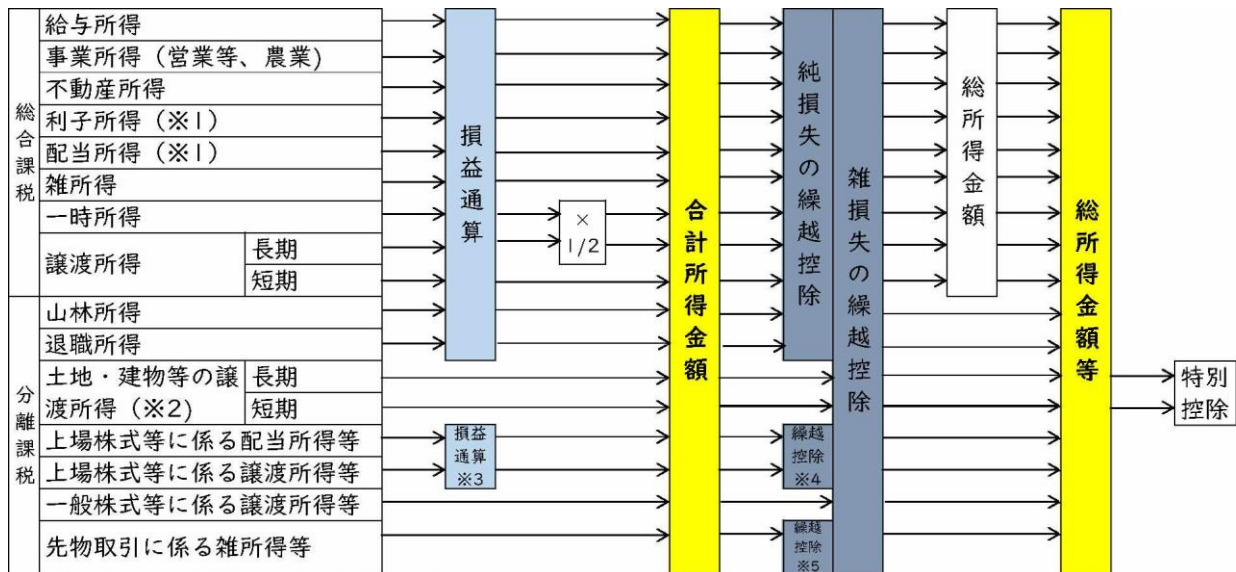 総合課税
給与所得
事業所得（営業等、農業）
不動産所得
利子所得（※1）
配当所得（※1）
雑所得
一時所得
譲渡所得
長期
短期
分離課税
山林所得
退職所得
土地・建物等の譲
渡所得（※2）
長期
短期
上場株式等に係る配当所得等
上場株式等に係る譲渡所得等
一般株式等に係る譲渡所得等
先物取引に係る雑所得等
損益通算
損益
通算
※3
×
1/2
合計所得金額
純損失の繰越控除
繰越
控除
※4
繰越
控除
※5
雑損失の繰越控除
総所得金額
総所得金額等
特別
控除